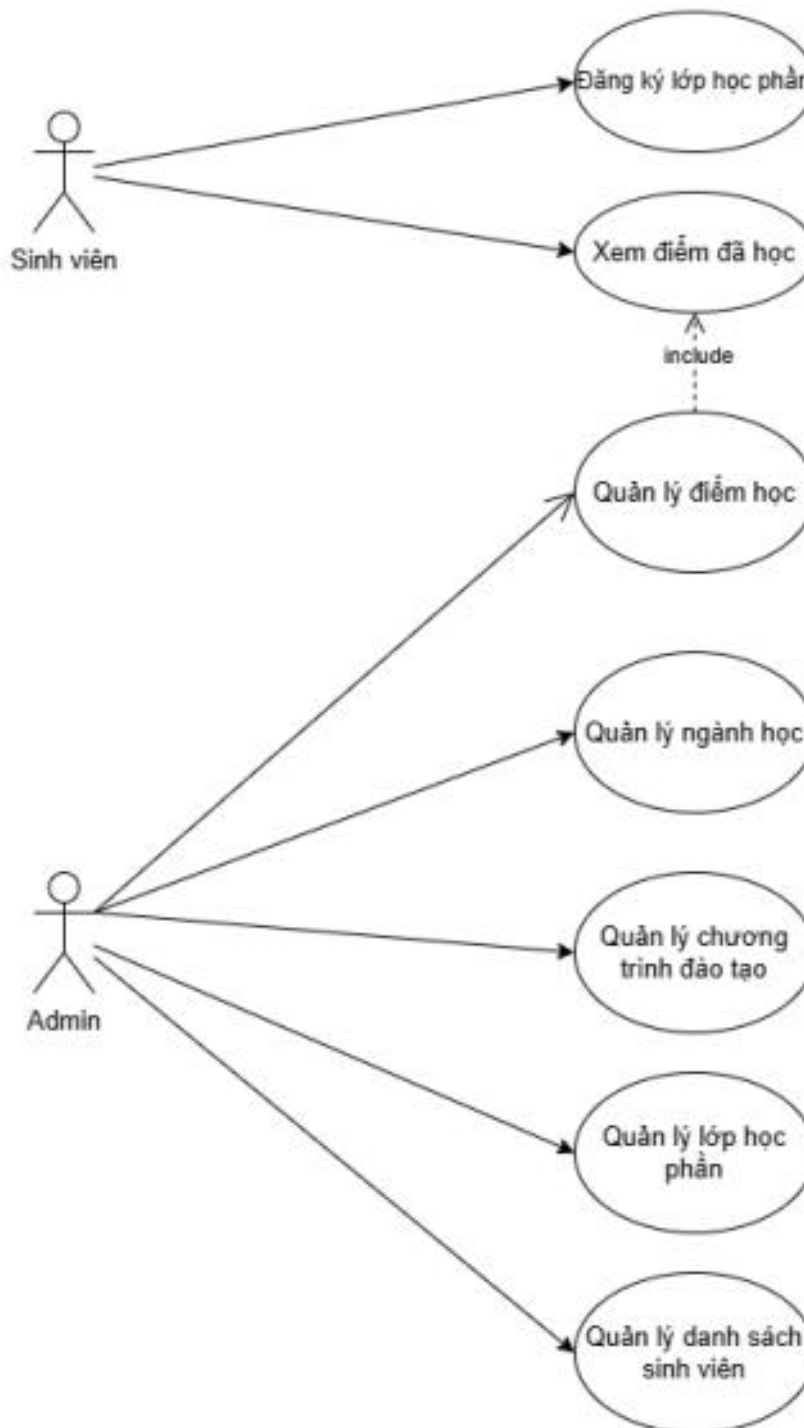 Đăng ký lớp học phần
Sinh viên
Xem điểm đã học
include
Quản lý điểm học
Quản lý ngành học
Quản lý chương
trình đào tạo
Admin
Quản lý lớp học
phần
Quản lý danh sách
sinh viên